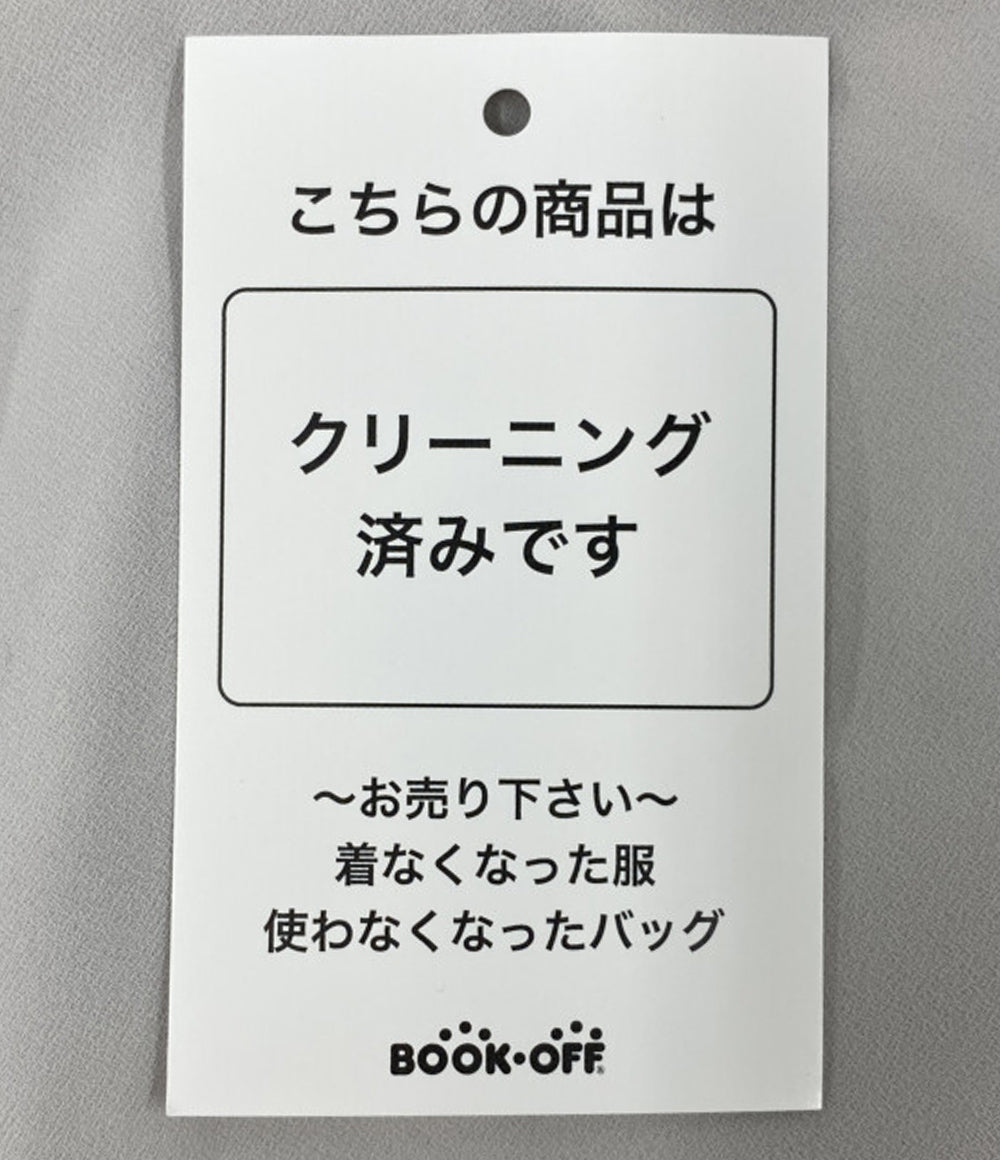 こちらの商品は
クリーニング
済みです
～お売り下さい～
着なくなった服
使わなくなったバッグ
BOOK・OFF®